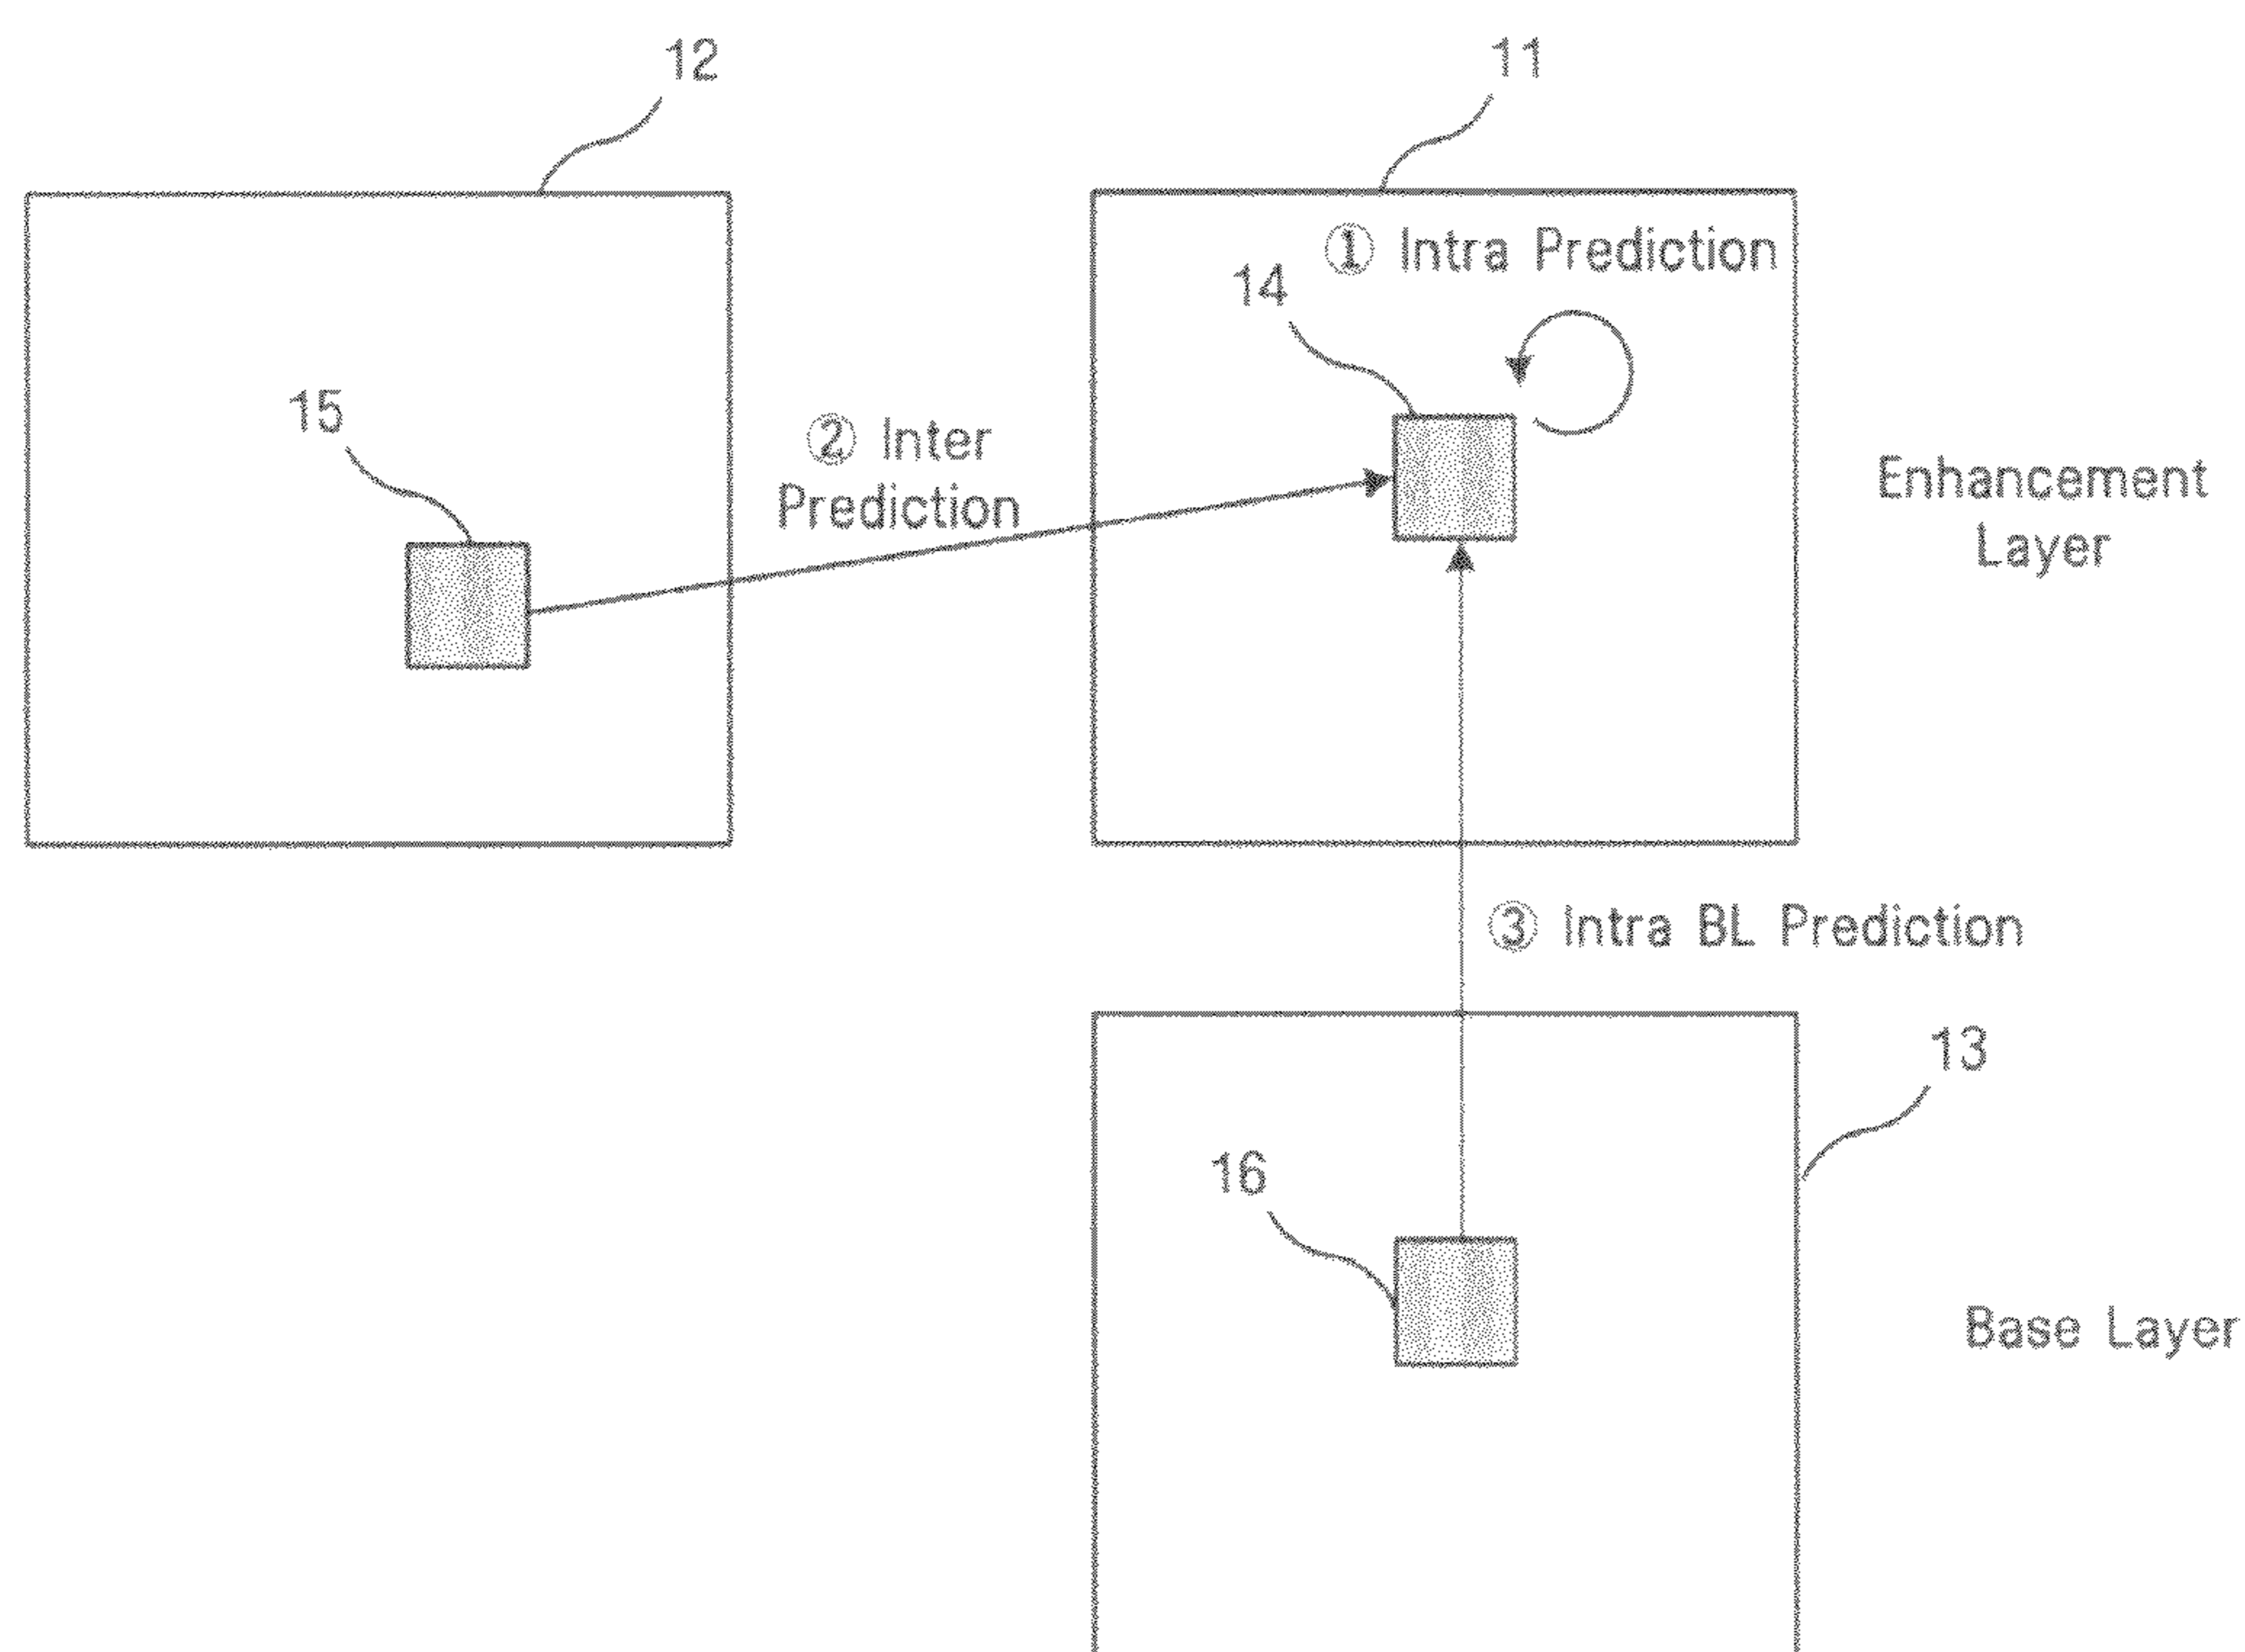 12
11
① Intra Prediction
14
15
② Inter
Prediction
Enhancement
Layer
③ Intra BL Prediction
13
16
Base Layer